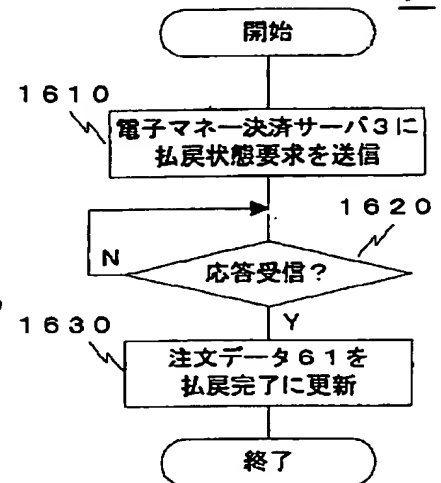 開始
1610
電子マネー決済サーバ3に
払戻状態要求を送信
1620
応答受信?
N
Y
1630
注文データ61を
払戻完了に更新
終了